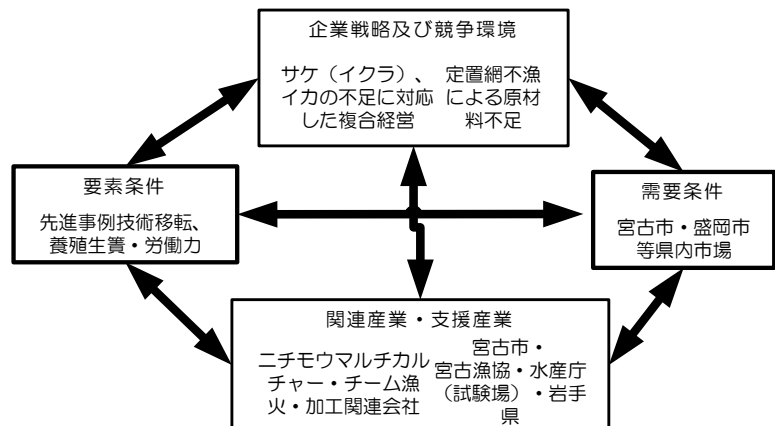 企業戦略及び競争環境
サケ（イクラ）、
イカの不足に対応
した複合経営
定置網不漁
による原材
料不足
要素条件
先進事例技術移転、
養殖生簀・労働力
需要条件
宮古市・盛岡市
等県内市場
関連産業・支援産業
ニチモウマルチカル
チャー・チーム漁
火・加工関連会社
宮古市・
宮古漁協・水産庁
（試験場）・岩手
県